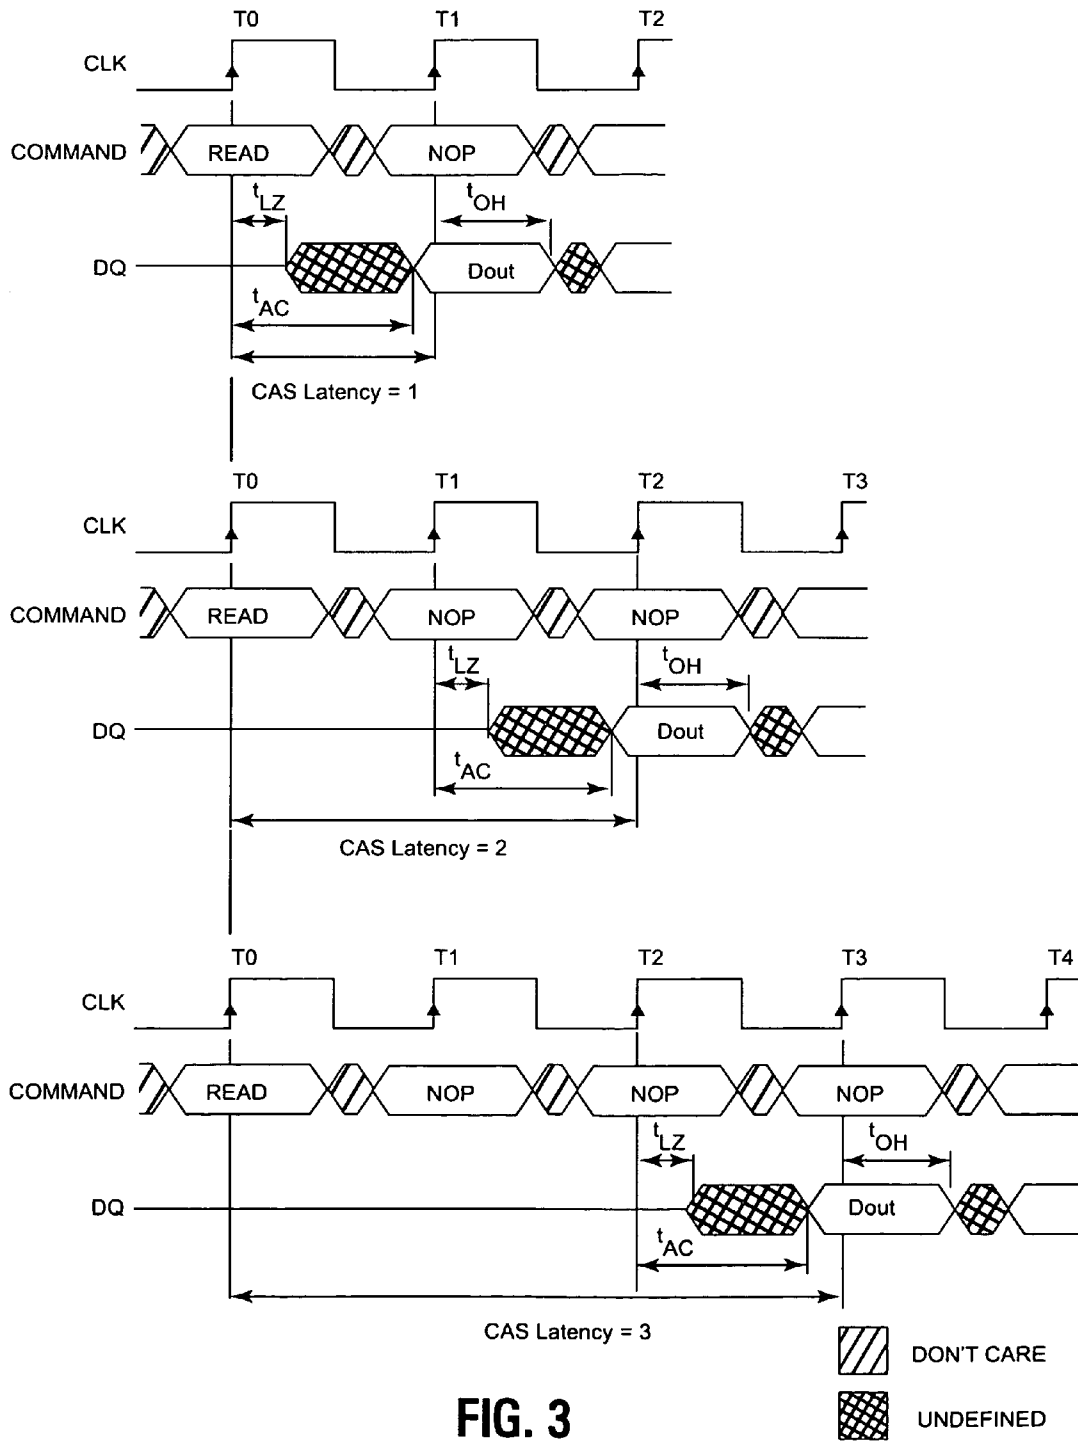 T0 T1 T2
CLK
COMMAND READ NOP
tLZ tOH
DQ Dout
tAC
CAS Latency = 1
T0 T1 T2 T3
CLK
COMMAND READ NOP NOP
tLZ tOH
DQ Dout
tAC
CAS Latency = 2
T0 T1 T2 T3 T4
CLK
COMMAND READ NOP NOP NOP
tLZ tOH
DQ Dout
tAC
CAS Latency = 3
DON'T CARE
UNDEFINED
FIG. 3